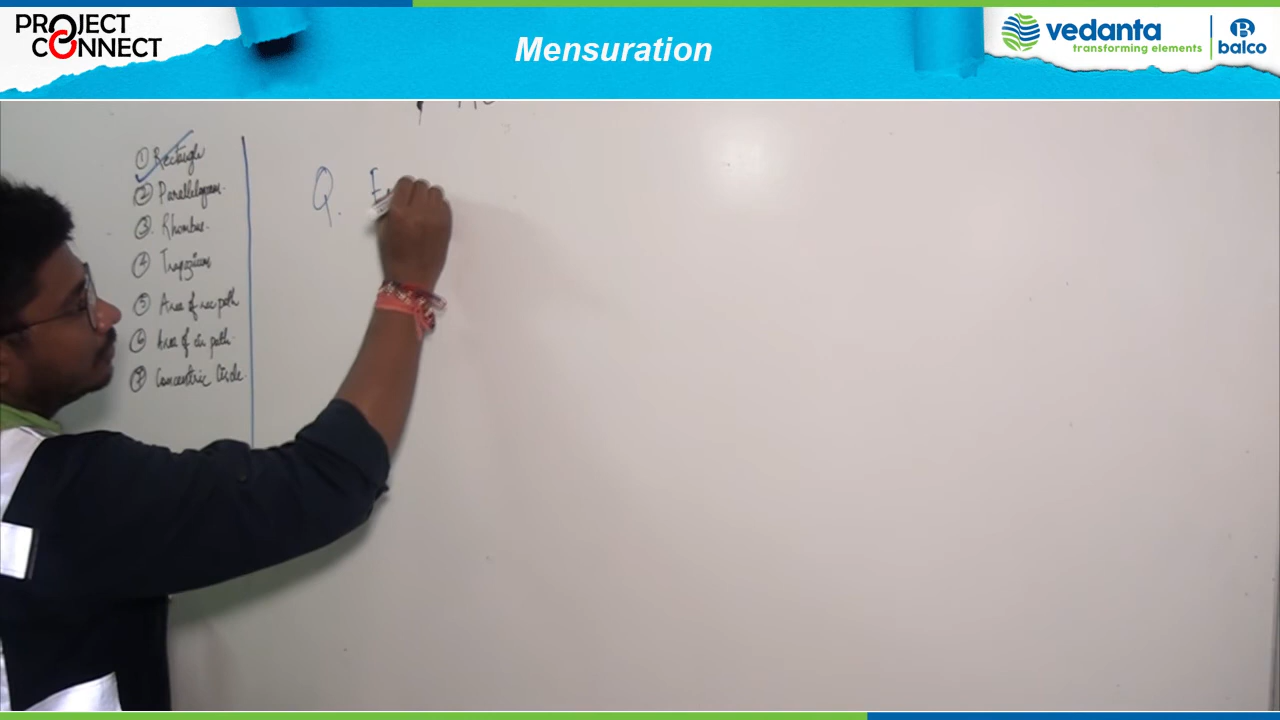 PROJECT
CONNECT
Mensuration
vedanta
transforming elements
balco
① Rectangle
② Parallelogram.
③ Rhombus.
④ Trapezium
⑤ Area of rec path
⑥ Area of cir path.
⑦ Concentric Circle.
Q.